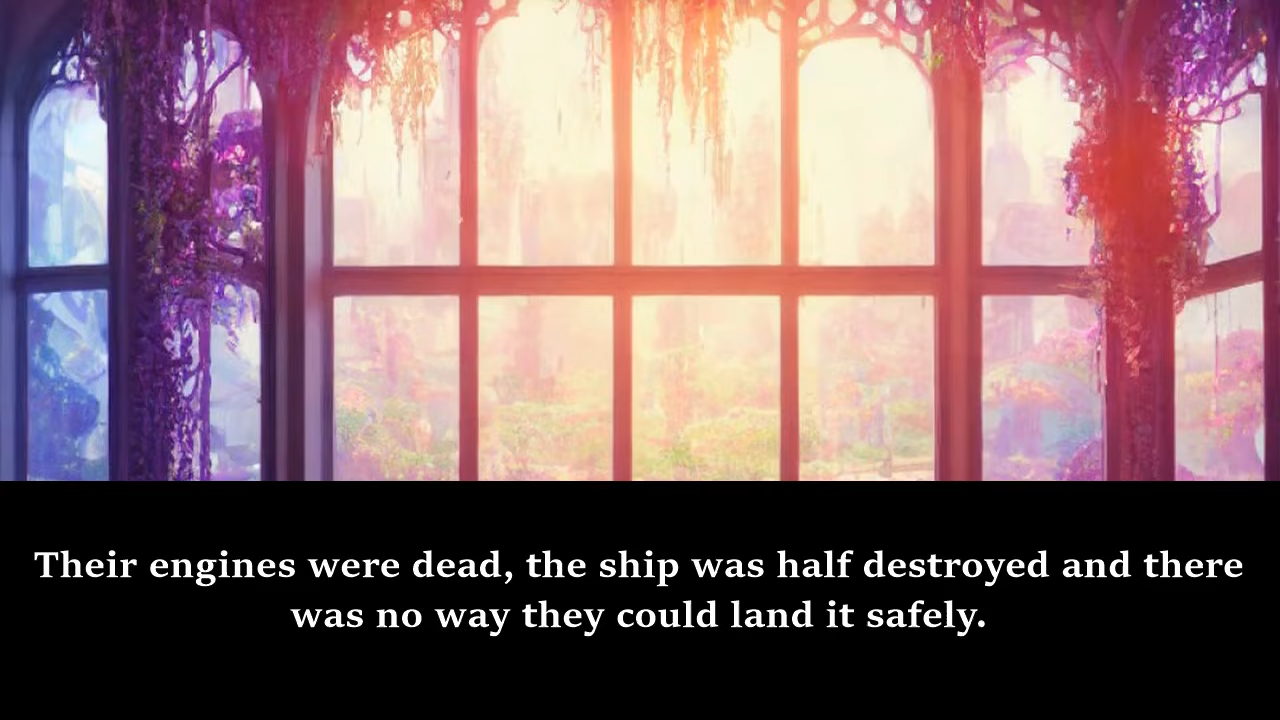 Their engines were dead, the ship was half destroyed and there
was no way they could land it safely.